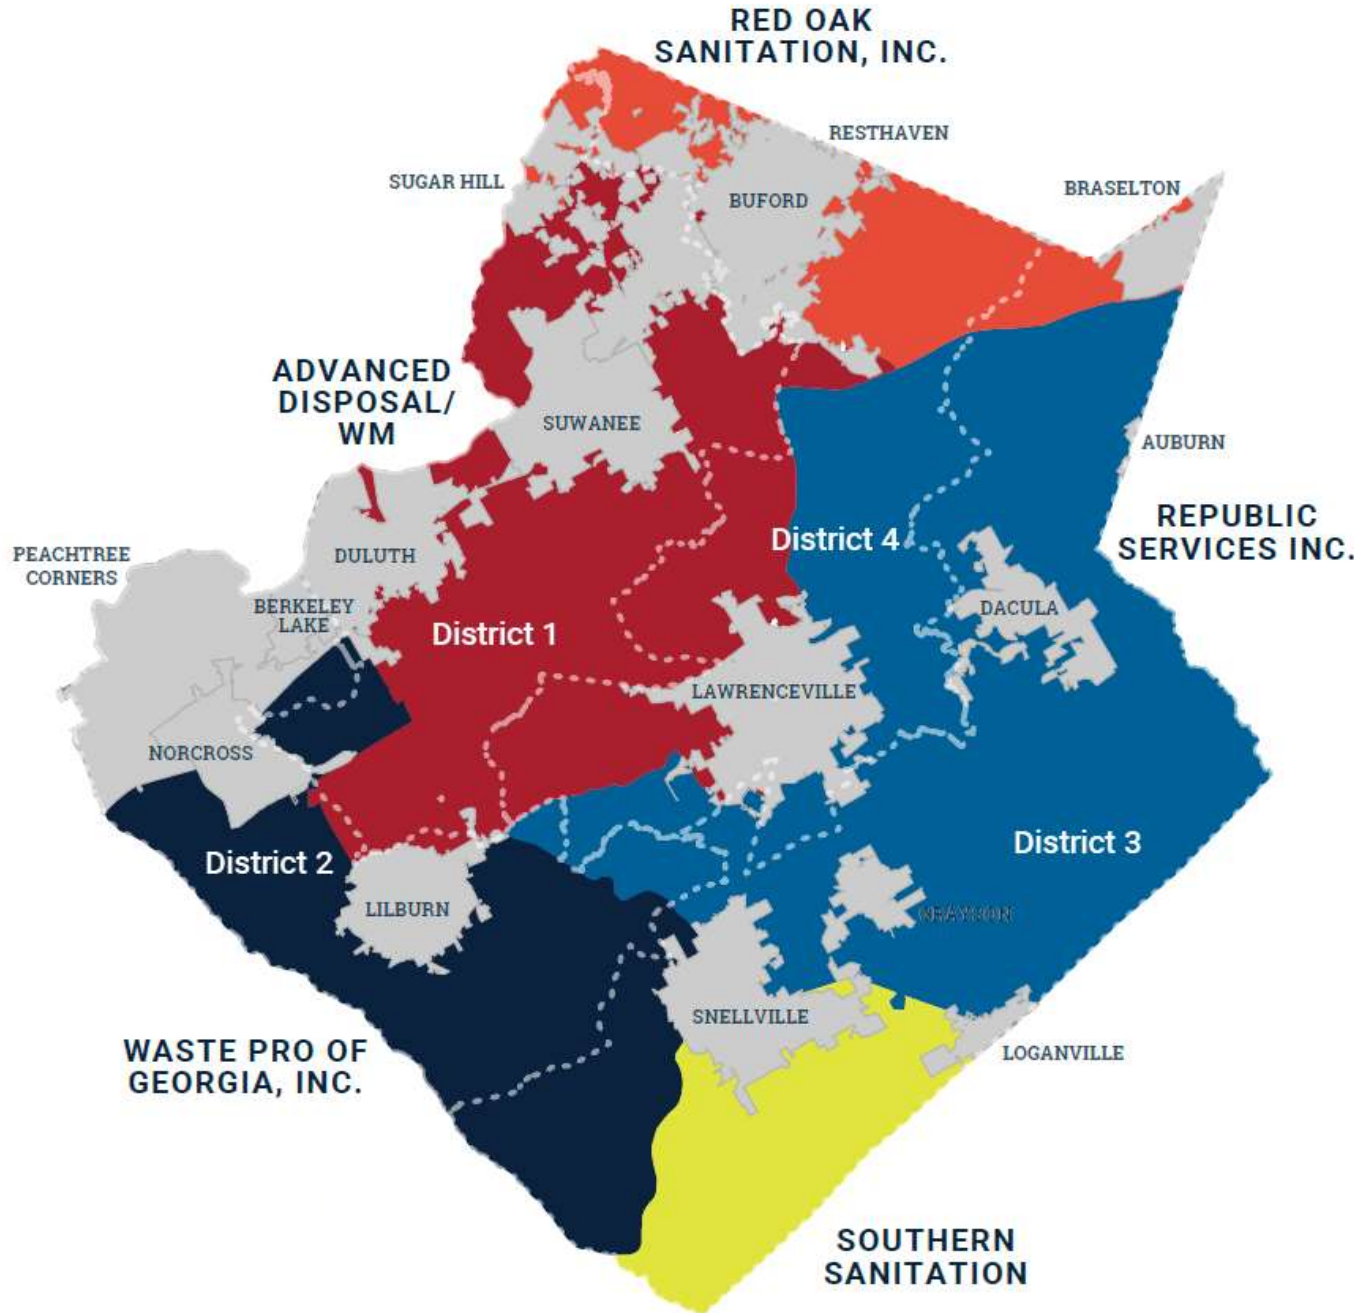 RED OAK
SANITATION, INC.
RESTHAVEN
SUGAR HILL
BRASELTON
BUFORD
ADVANCED
DISPOSAL/
WM
SUWANEE
AUBURN
REPUBLIC
SERVICES INC.
District 4
PEACHTREE
CORNERS
DULUTH
BERKELEY
LAKE
DACULA
District 1
LAWRENCEVILLE
NORCROSS
District 3
District 2
LILBURN
GRAYSON
SNELLVILLE
WASTE PRO OF
GEORGIA, INC.
LOGANVILLE
SOUTHERN
SANITATION